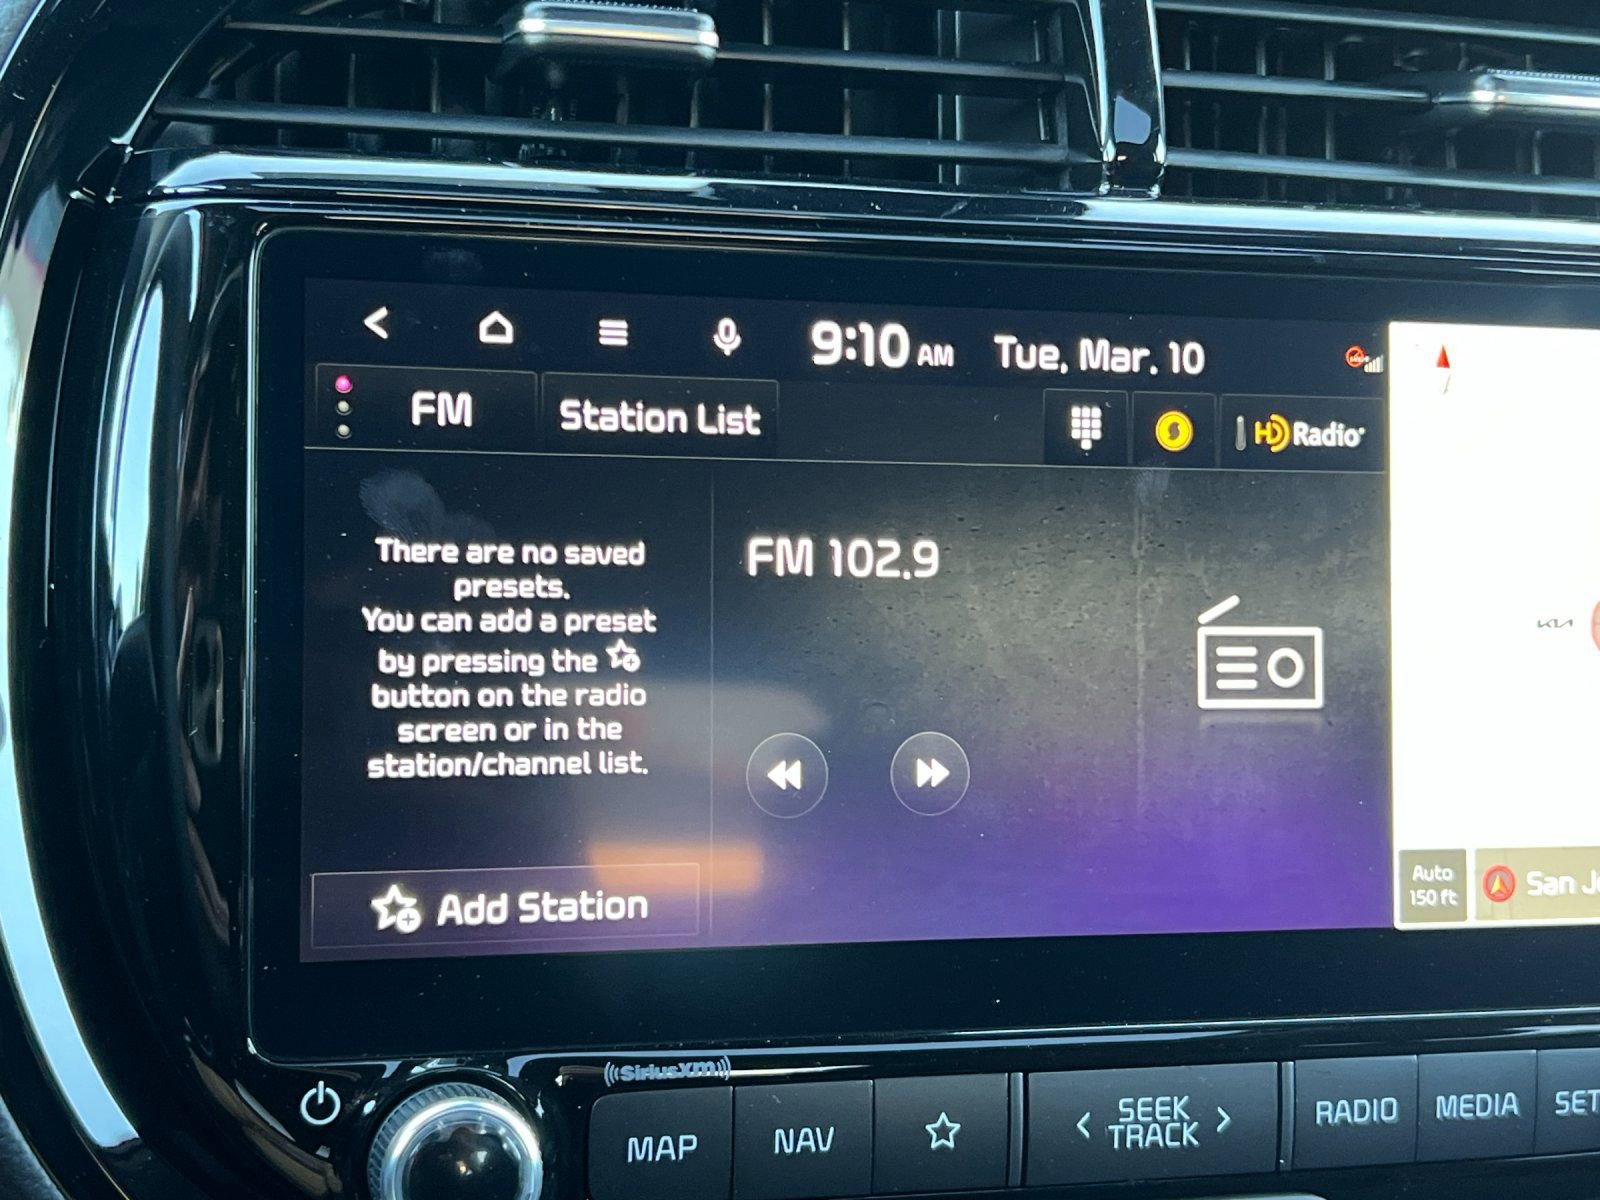 9:10 AM Tue, Mar. 10
FM Station List HD Radio
There are no saved
presets.
You can add a preset
by pressing the
button on the radio
screen or in the
station/channel list.
FM 102.9
KIA
Add Station
Auto
150 ft
San
((SiriusXM))
MAP NAV < SEEK
TRACK > RADIO MEDIA